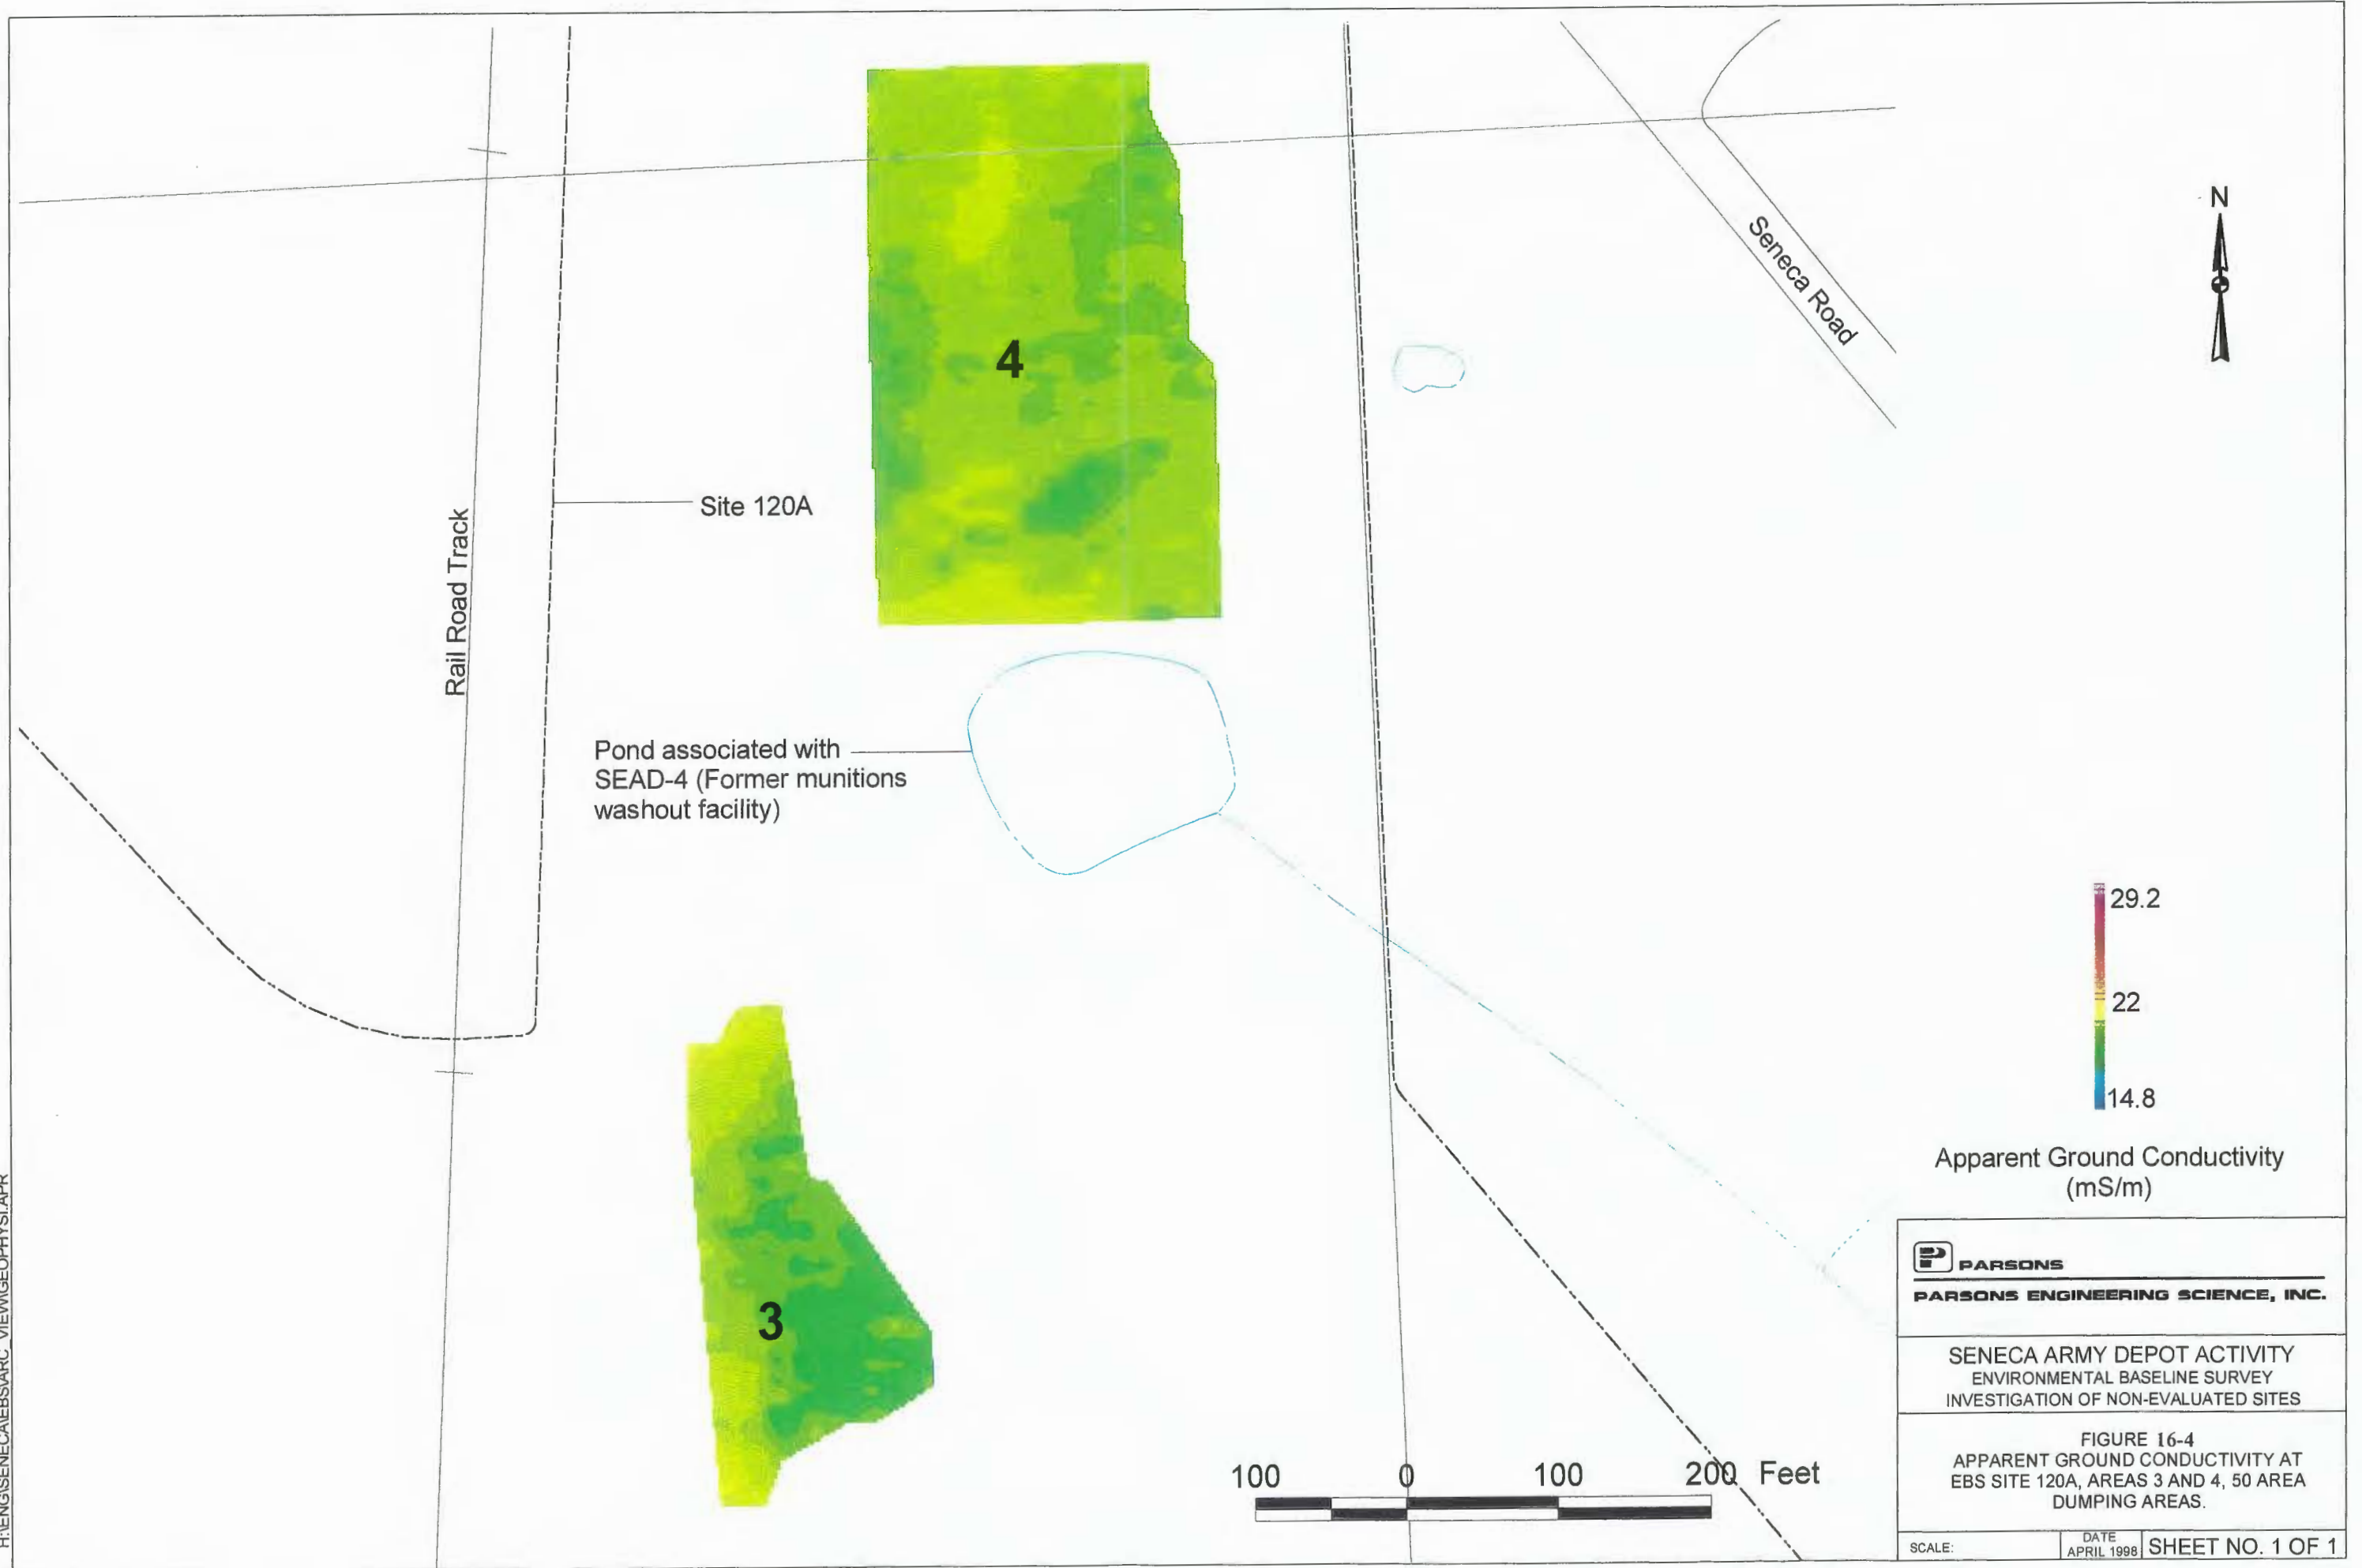 N
Seneca Road
4
Site 120A
Rail Road Track
Pond associated with
SEAD-4 (Former munitions
washout facility)
29.2
22
14.8
Apparent Ground Conductivity
(mS/m)
3
100 0 100 200 Feet
PARSONS
PARSONS ENGINEERING SCIENCE, INC.
SENECA ARMY DEPOT ACTIVITY
ENVIRONMENTAL BASELINE SURVEY
INVESTIGATION OF NON-EVALUATED SITES
FIGURE 16-4
APPARENT GROUND CONDUCTIVITY AT
EBS SITE 120A, AREAS 3 AND 4, 50 AREA
DUMPING AREAS.
SCALE:
DATE
APRIL 1998
SHEET NO. 1 OF 1